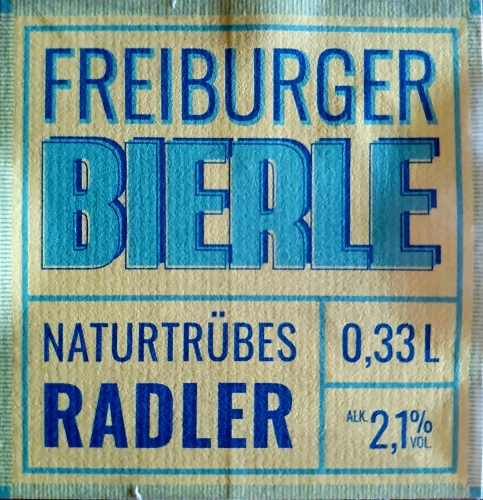 FREIBURGER
BIERLE
NATURTRÜBES
RADLER
0,33 L
ALK. 2,1% VOL.